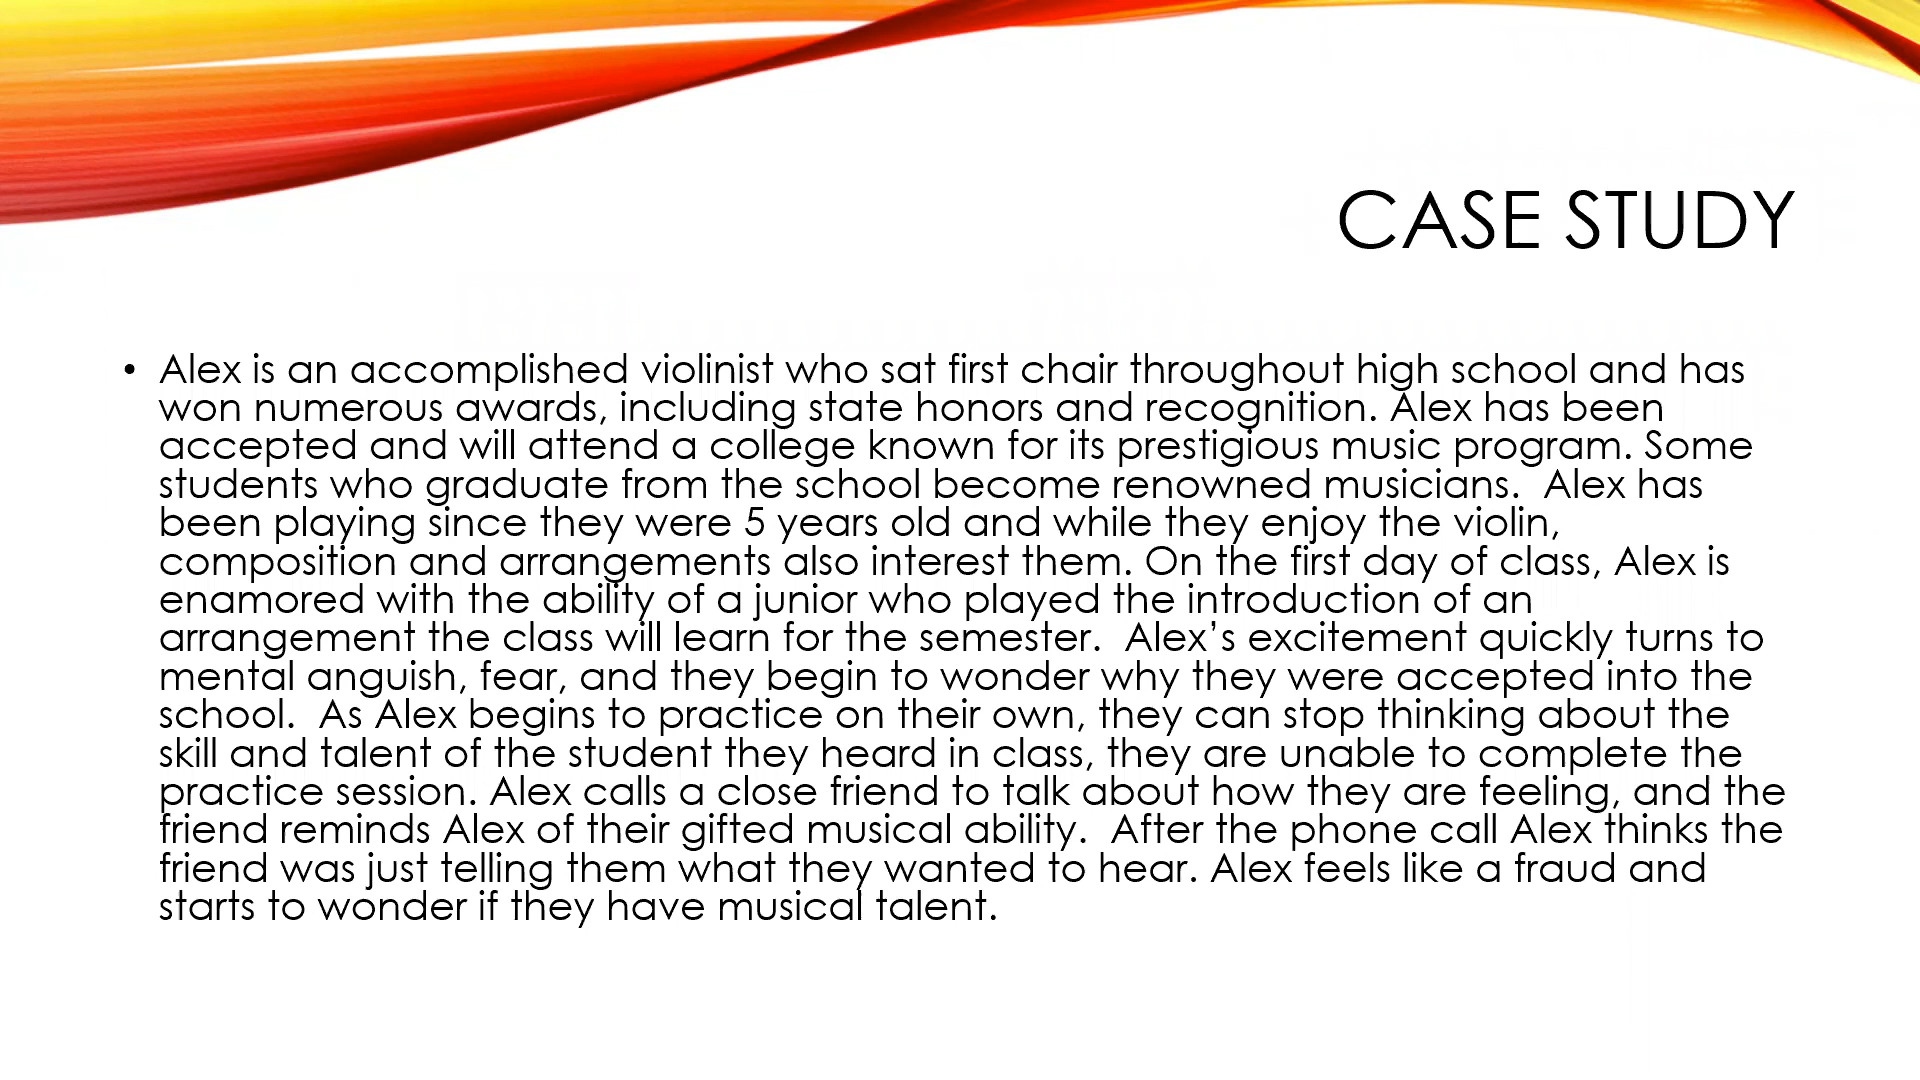 CASE STUDY
• Alex is an accomplished violinist who sat first chair throughout high school and has
won numerous awards, including state honors and recognition. Alex has been
accepted and will attend a college known for its prestigious music program. Some
students who graduate from the school become renowned musicians.  Alex has
been playing since they were 5 years old and while they enjoy the violin,
composition and arrangements also interest them. On the first day of class, Alex is
enamored with the ability of a junior who played the introduction of an
arrangement the class will learn for the semester.  Alex’s excitement quickly turns to
mental anguish, fear, and they begin to wonder why they were accepted into the
school.  As Alex begins to practice on their own, they can stop thinking about the
skill and talent of the student they heard in class, they are unable to complete the
practice session. Alex calls a close friend to talk about how they are feeling, and the
friend reminds Alex of their gifted musical ability.  After the phone call Alex thinks the
friend was just telling them what they wanted to hear. Alex feels like a fraud and
starts to wonder if they have musical talent.